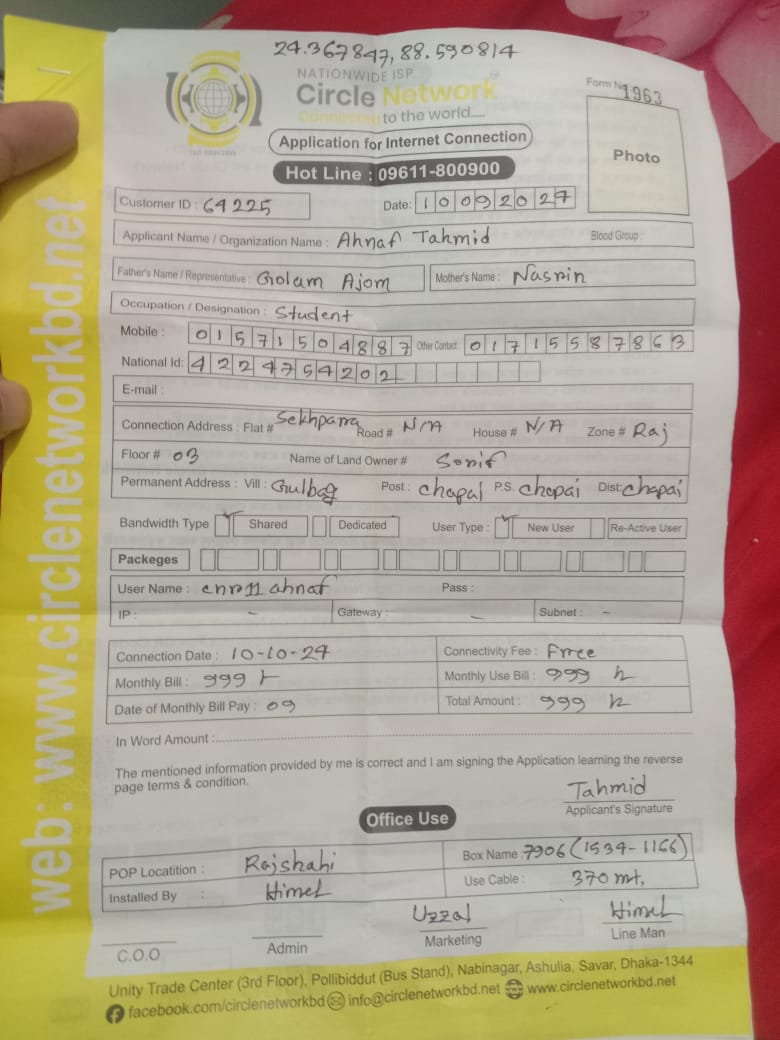 24.367847, 88.590814
NATIONWIDE ISP
Circle Network
Connected to the world.....
Form No 1963
Application for Internet Connection
Photo
Hot Line : 09611-800900
Customer ID : 64225 Date: 10092027
Applicant Name / Organization Name : Ahnaf Tahmid Blood Group :
Father's Name / Representative : Golam Ajom Mother's Name : Nasrin
Occupation / Designation : Student
Mobile : 01571504887 Other Contact : 01715587863
National Id: 4224754202
E-mail :
Connection Address : Flat # Sekhparra Road # N/A House # N/A Zone # Raj
Floor # 03 Name of Land Owner # Sonif
Permanent Address : Vill : Gulbag Post : chapai P.S. chapai Dist: chapai
Bandwidth Type Shared Dedicated User Type : New User Re-Active User
Packeges
User Name : cnr11ahnaf Pass :
IP : – Gateway : – Subnet : –
Connection Date : 10-10-24 Connectivity Fee : Frree
Monthly Bill : 999 Monthly Use Bill : 999
Date of Monthly Bill Pay : 09 Total Amount : 999
In Word Amount :
The mentioned information provided by me is correct and I am signing the Application learning the reverse
page terms & condition.
Tahmid
Applicant's Signature
Office Use
POP Locatition : Rajshahi Box Name : 7906 (1534-1166)
Installed By : Himel Use Cable : 370 mt.
Uzzal Himel
C.O.O Admin Marketing Line Man
Unity Trade Center (3rd Floor), Pollibiddut (Bus Stand), Nabinagar, Ashulia, Savar, Dhaka-1344
facebook.com/circlenetworkbd info@circlenetworkbd.net www.circlenetworkbd.net
web: www.circlenetworkbd.net